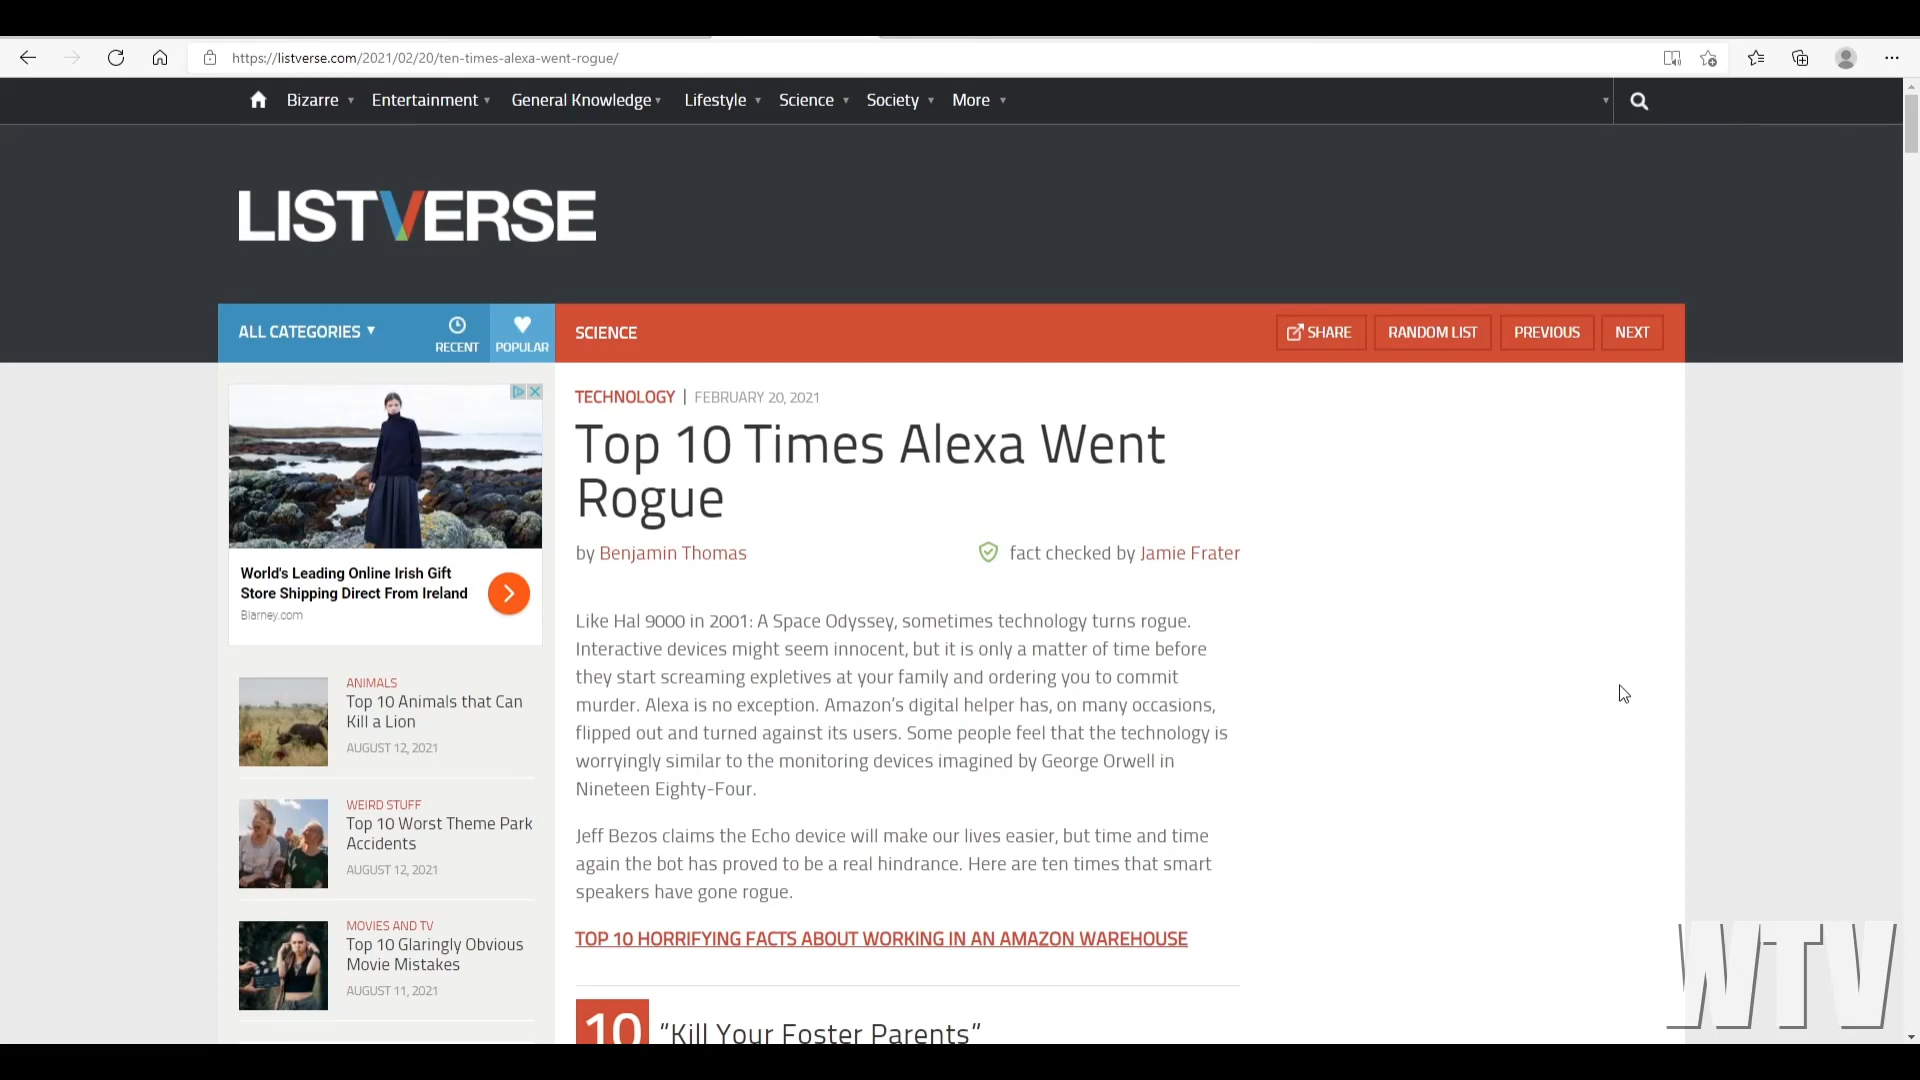 https://listverse.com/2021/02/20/ten-times-alexa-went-rogue/
Bizarre Entertainment General Knowledge Lifestyle Science Society More
LISTVERSE
ALL CATEGORIES
RECENT
POPULAR
SCIENCE
SHARE
RANDOM LIST
PREVIOUS
NEXT
World's Leading Online Irish Gift
Store Shipping Direct From Ireland
Blarney.com
ANIMALS
Top 10 Animals that Can
Kill a Lion
AUGUST 12, 2021
WEIRD STUFF
Top 10 Worst Theme Park
Accidents
AUGUST 12, 2021
MOVIES AND TV
Top 10 Glaringly Obvious
Movie Mistakes
AUGUST 11, 2021
TECHNOLOGY | FEBRUARY 20, 2021
Top 10 Times Alexa Went
Rogue
by Benjamin Thomas
fact checked by Jamie Frater
Like Hal 9000 in 2001: A Space Odyssey, sometimes technology turns rogue.
Interactive devices might seem innocent, but it is only a matter of time before
they start screaming expletives at your family and ordering you to commit
murder. Alexa is no exception. Amazon’s digital helper has, on many occasions,
flipped out and turned against its users. Some people feel that the technology is
worryingly similar to the monitoring devices imagined by George Orwell in
Nineteen Eighty-Four.
Jeff Bezos claims the Echo device will make our lives easier, but time and time
again the bot has proved to be a real hindrance. Here are ten times that smart
speakers have gone rogue.
TOP 10 HORRIFYING FACTS ABOUT WORKING IN AN AMAZON WAREHOUSE
10 “Kill Your Foster Parents”
WTV